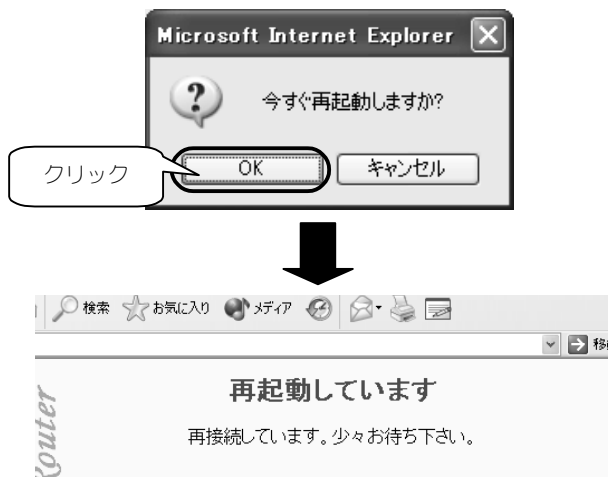 Microsoft Internet Explorer
今すぐ再起動しますか?
クリック
OK
キャンセル
検索 お気に入り メディア
再起動しています
再接続しています。少々お待ち下さい。
Router